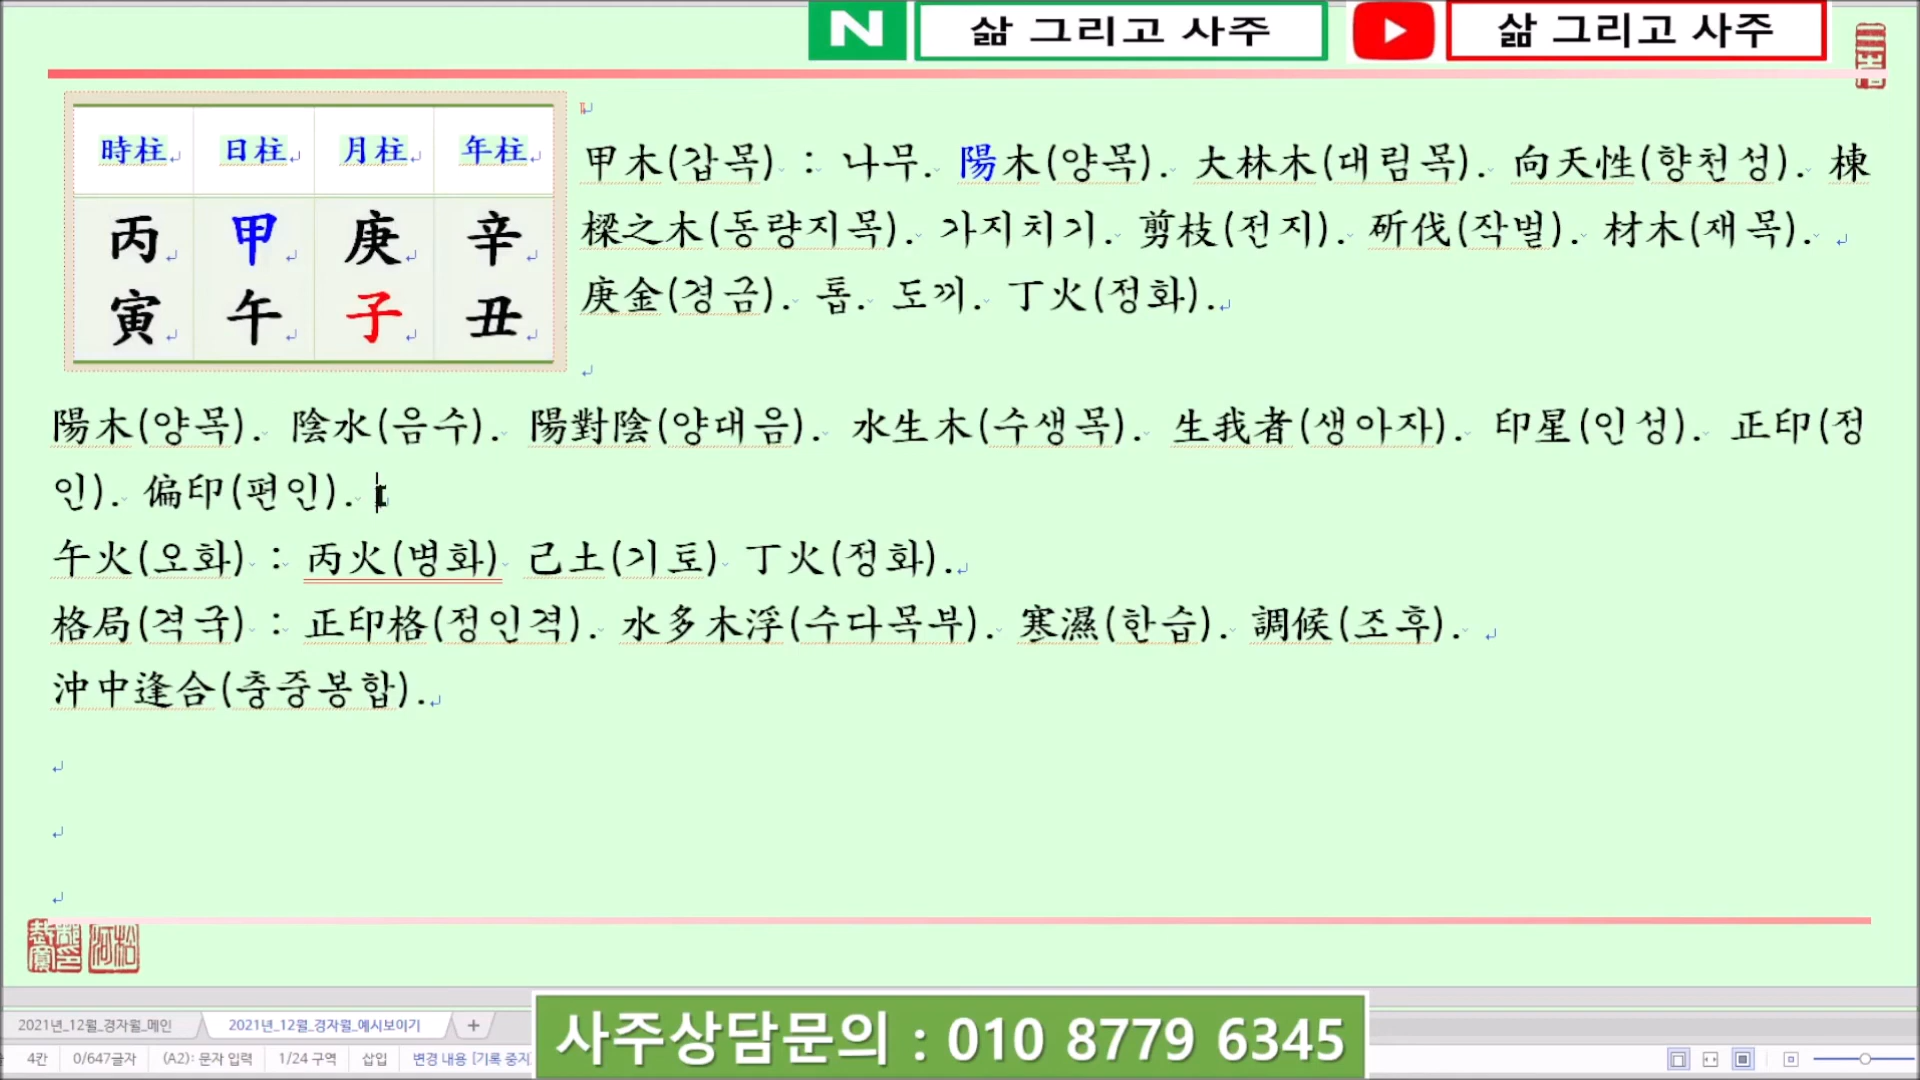 N 삶 그리고 사주 삶 그리고 사주
時柱 日柱 月柱 年柱
丙 甲 庚 辛
寅 午 子 丑
甲木(갑목) : 나무. 陽木(양목). 大林木(대림목). 向天性(향천성). 棟
樑之木(동량지목). 가지치기. 剪枝(전지). 斫伐(작벌). 材木(재목).
庚金(경금). 톱. 도끼. 丁火(정화).
陽木(양목). 陰水(음수). 陽對陰(양대음). 水生木(수생목). 生我者(생아자). 印星(인성). 正印(정
인). 偏印(편인).
午火(오화) : 丙火(병화) 己土(기토) 丁火(정화).
格局(격국) : 正印格(정인격). 水多木浮(수다목부). 寒濕(한습). 調候(조후).
沖中逢合(충중봉합).
2021년_12월_경자월_메인 2021년_12월_경자월_예시보이기 +
4칸 0/647글자 (A2): 문자 입력 1/24 구역 삽입 변경 내용 [기록 중지
사주상담문의 : 010 8779 6345